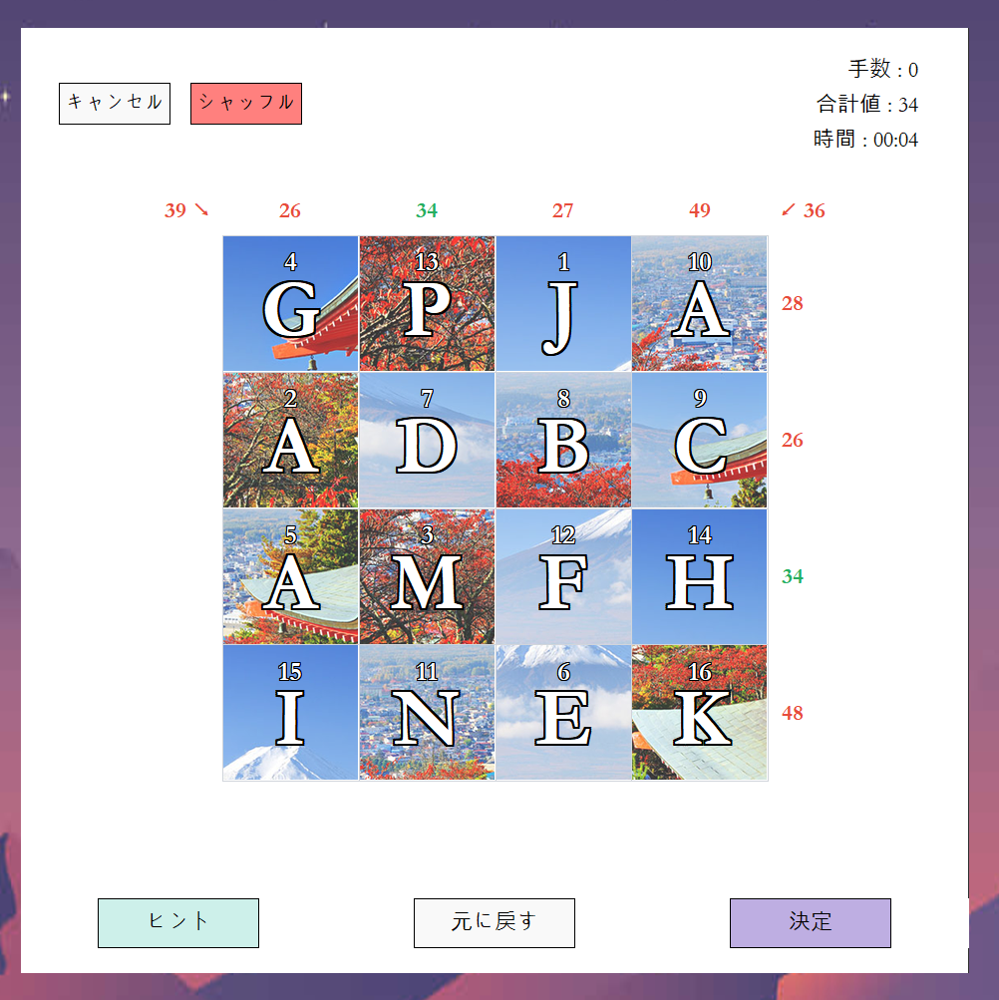 手数 : 0
キャンセル シャッフル
合計値 : 34
時間 : 00:04
39 ↘ 26 34 27 49 ↙ 36
4 13 1 10
G P J A 28
2 7 8 9
A D B C 26
5 3 12 14
A M F H 34
15 11 6 16
I N E K 48
ヒント 元に戻す 決定